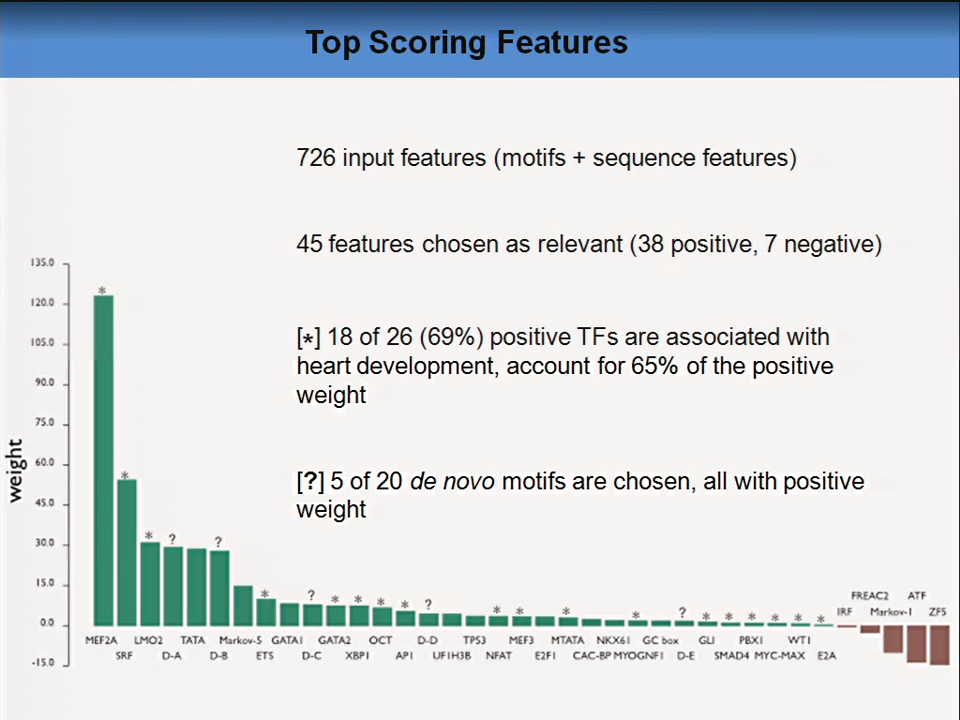 Top Scoring Features
726 input features (motifs + sequence features)
45 features chosen as relevant (38 positive, 7 negative)
[*] 18 of 26 (69%) positive TFs are associated with
heart development, account for 65% of the positive
weight
[?] 5 of 20 de novo motifs are chosen, all with positive
weight
weight
135.0
120.0
105.0
90.0
75.0
60.0
45.0
30.0
15.0
0.0
-15.0
* * * ? ? * ? * * * * ? * * * * ? * * * * * *
FREAC2 ATF
IRF Markov-1 ZF5
MEF2A LMO2 TATA Markov-5 GATA1 GATA2 OCT D-D TP53 MEF3 MTATA NKX61 GC box GLI PBX1 WT1
SRF D-A D-B ETS D-C XBP1 AP1 UF1H3B NFAT E2F1 CAC-BP MYOGNF1 D-E SMAD4 MYC-MAX E2A